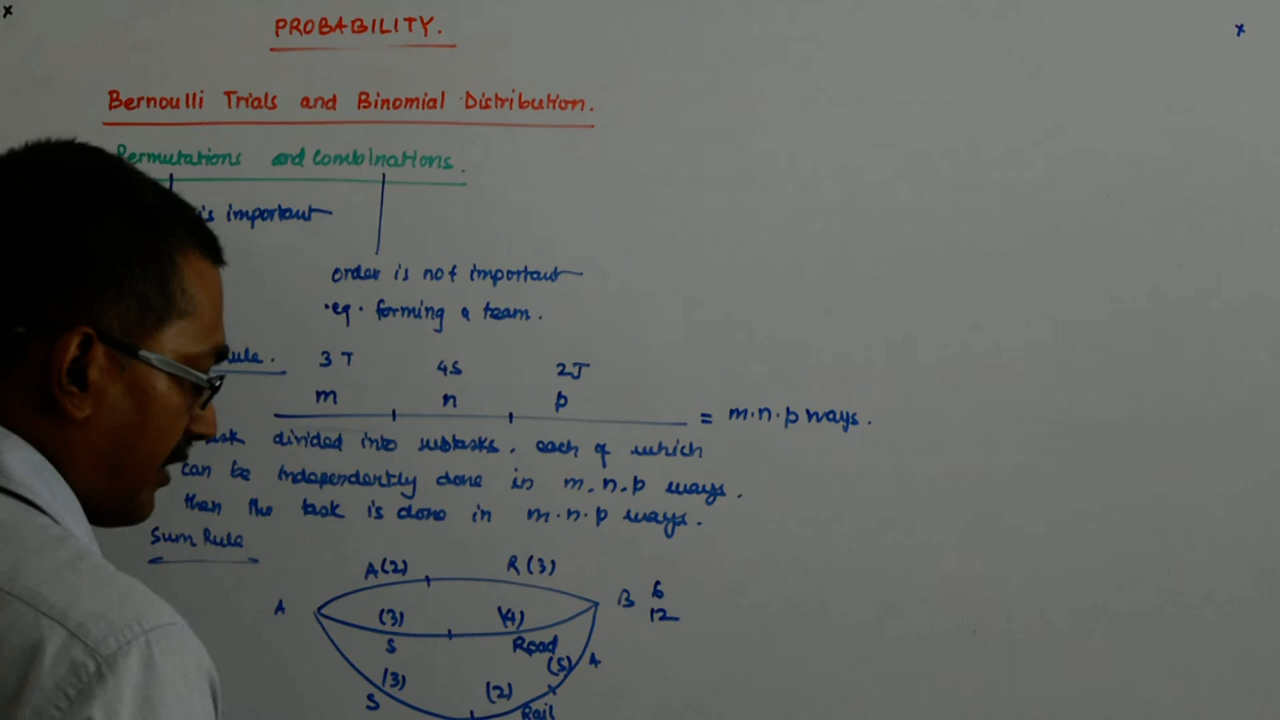 x
x
PROBABILITY.
Bernoulli Trials and Binomial Distribution.
Permutations and Combinations.
is important
order is not important
eg. forming a team.
Rule. 3 T 4S 2J
m n p = m.n.p ways.
divided into subtasks. each of which
can be independently done in m.n.p ways.
then the task is done in m.n.p ways.
Sum Rule
A(2) R(3)
A B 6
(3) (4) 12
S Road
(5) A
(3) (2)
S Rail